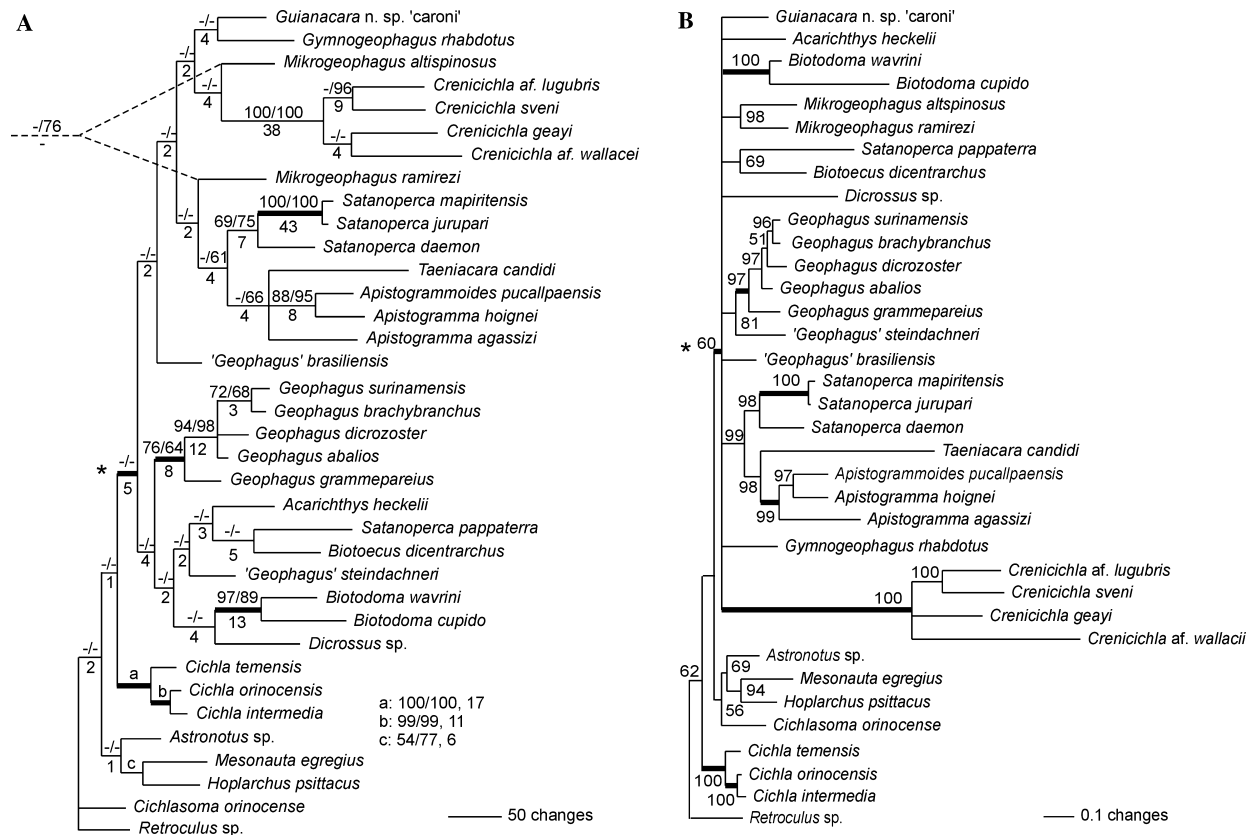 A
-/-
4
Guianacara n. sp. 'caroni'
Gymnogeophagus rhabdotus
-/-
2
Mikrogeophagus altispinosus
-/-
4
-/96
9
Crenicichla af. lugubris
Crenicichla sveni
100/100
38
-/-
4
Crenicichla geayi
Crenicichla af. wallacei
-/76
-
-/-
2
Mikrogeophagus ramirezi
-/-
2
100/100
43
Satanoperca mapiritensis
Satanoperca jurupari
69/75
7
Satanoperca daemon
-/61
4
Taeniacara candidi
-/66
4
88/95
8
Apistogrammoides pucallpaensis
Apistogramma hoignei
Apistogramma agassizi
-/-
2
'Geophagus' brasiliensis
72/68
3
Geophagus surinamensis
Geophagus brachybranchus
94/98
12
Geophagus dicrozoster
Geophagus abalios
76/64
8
Geophagus grammepareius
*
-/-
5
Acarichthys heckelii
-/-
3
-/-
5
Satanoperca pappaterra
Biotoecus dicentrarchus
-/-
2
'Geophagus' steindachneri
-/-
4
-/-
2
97/89
13
Biotodoma wavrini
Biotodoma cupido
-/-
4
Dicrossus sp.
-/-
1
-/-
2
a
Cichla temensis
b
Cichla orinocensis
Cichla intermedia
a: 100/100, 17
b: 99/99, 11
c: 54/77, 6
-/-
1
Astronotus sp.
c
Mesonauta egregius
Hoplarchus psittacus
Cichlasoma orinocense
Retroculus sp.
50 changes
B
Guianacara n. sp. 'caroni'
Acarichthys heckelii
100
Biotodoma wavrini
Biotodoma cupido
98
Mikrogeophagus altspinosus
Mikrogeophagus ramirezi
69
Satanoperca pappaterra
Biotoecus dicentrarchus
Dicrossus sp.
96
Geophagus surinamensis
51
Geophagus brachybranchus
97
Geophagus dicrozoster
97
Geophagus abalios
Geophagus grammepareius
81
'Geophagus' steindachneri
* 60
'Geophagus' brasiliensis
100
Satanoperca mapiritensis
Satanoperca jurupari
98
Satanoperca daemon
99
Taeniacara candidi
98
97
Apistogrammoides pucallpaensis
Apistogramma hoignei
99
Apistogramma agassizi
Gymnogeophagus rhabdotus
100
Crenicichla af. lugubris
Crenicichla sveni
100
Crenicichla geayi
Crenicichla af. wallacii
Astronotus sp.
69
62
94
Mesonauta egregius
Hoplarchus psittacus
56
Cichlasoma orinocense
Cichla temensis
100
Cichla orinocensis
100
Cichla intermedia
Retroculus sp.
0.1 changes